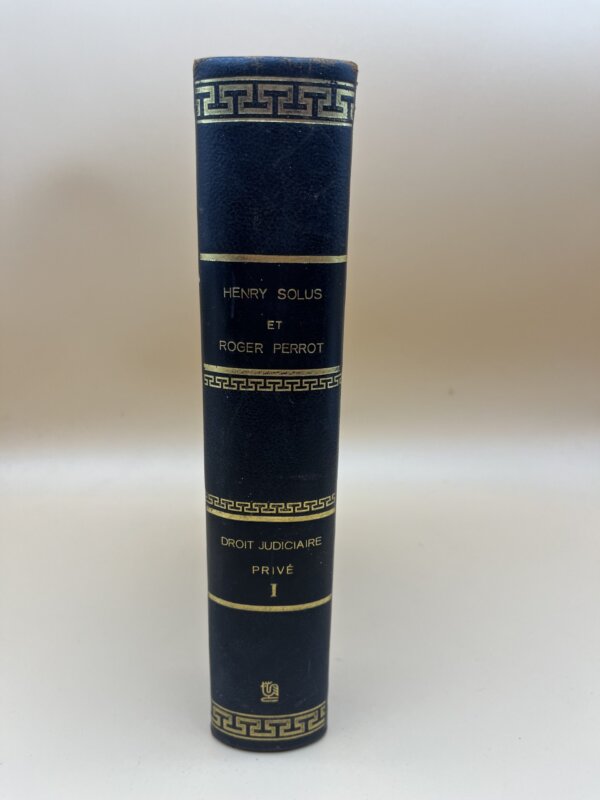 HENRY SOLUS
ET
ROGER PERROT
DROIT JUDICIAIRE
PRIVÉ
I